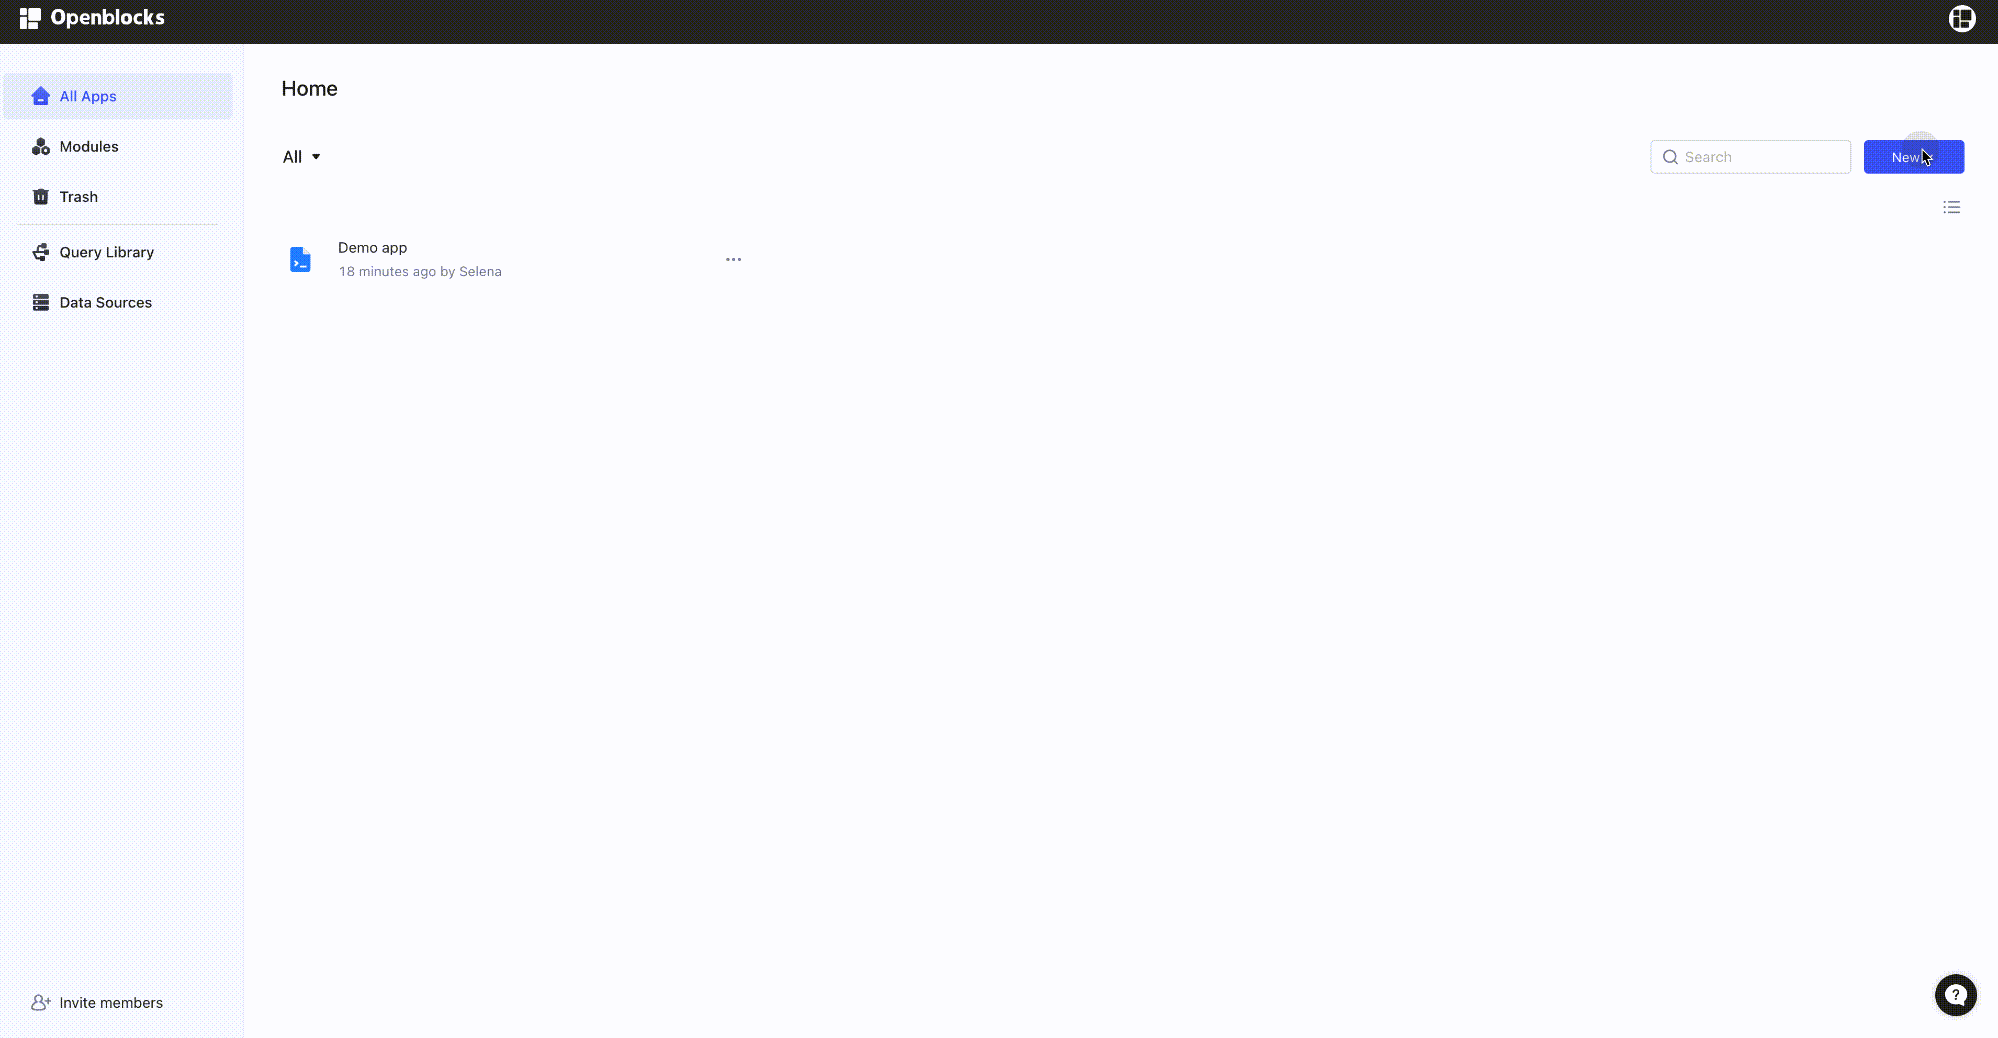 Openblocks
All Apps
Modules
Trash
Query Library
Data Sources
Invite members
Home
All
Search
New
Demo app
18 minutes ago by Selena
?